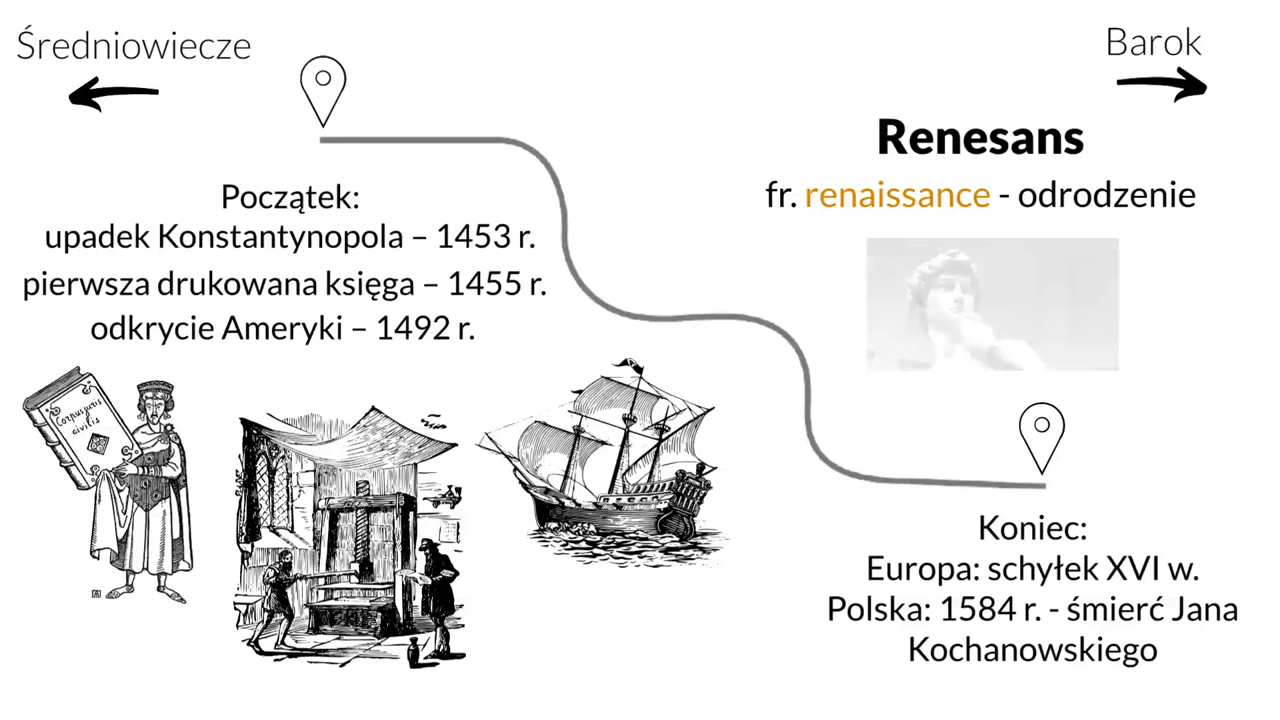 Średniowiecze
Barok
Renesans
fr. renaissance - odrodzenie
Początek:
upadek Konstantynopola – 1453 r.
pierwsza drukowana księga – 1455 r.
odkrycie Ameryki – 1492 r.
Corpus juris
civilis
Koniec:
Europa: schyłek XVI w.
Polska: 1584 r. - śmierć Jana
Kochanowskiego